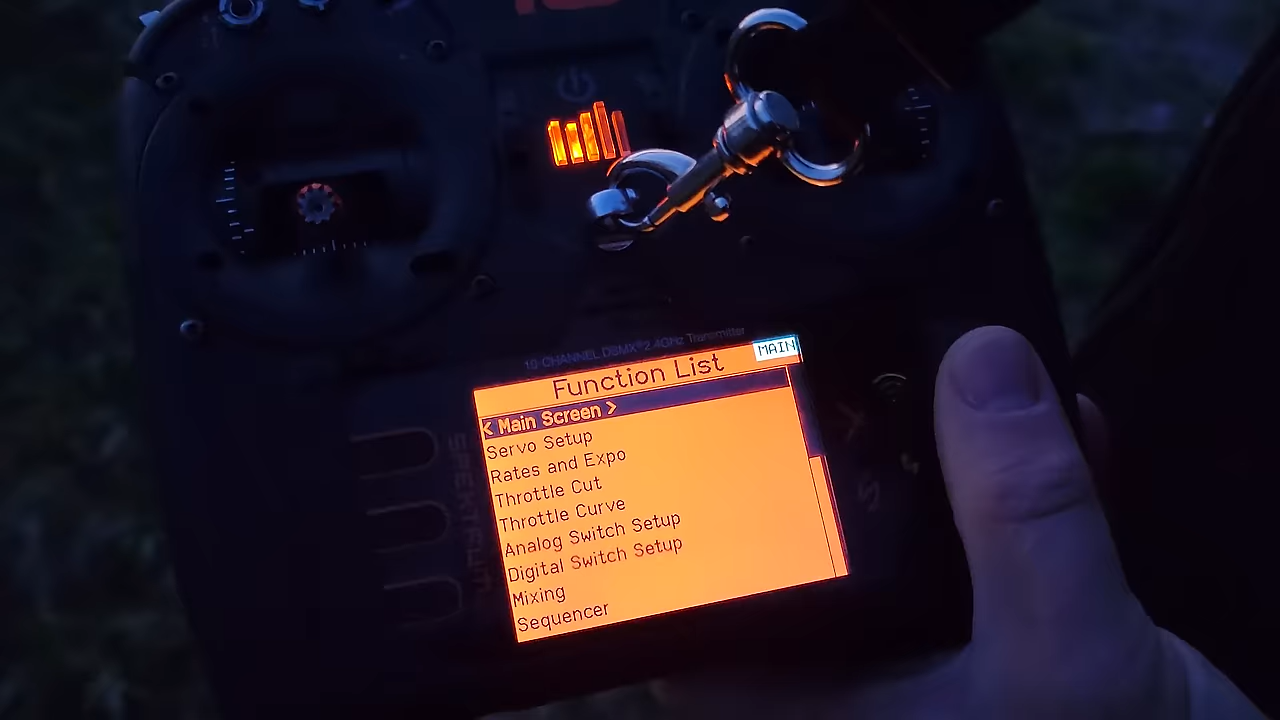 10 CHANNEL DSMX® 2.4GHz Transmitter
Function List
MAIN
< Main Screen >
Servo Setup
Rates and Expo
Throttle Cut
Throttle Curve
Analog Switch Setup
Digital Switch Setup
Mixing
Sequencer